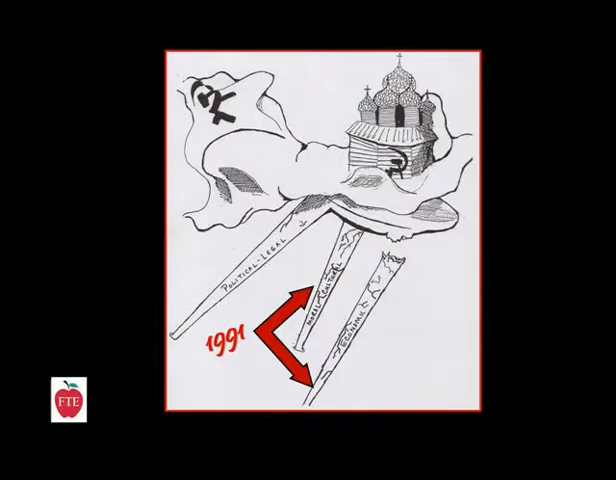 POLITICAL-LEGAL
MORAL-CULTURAL
ECONOMIC
1991
FTE